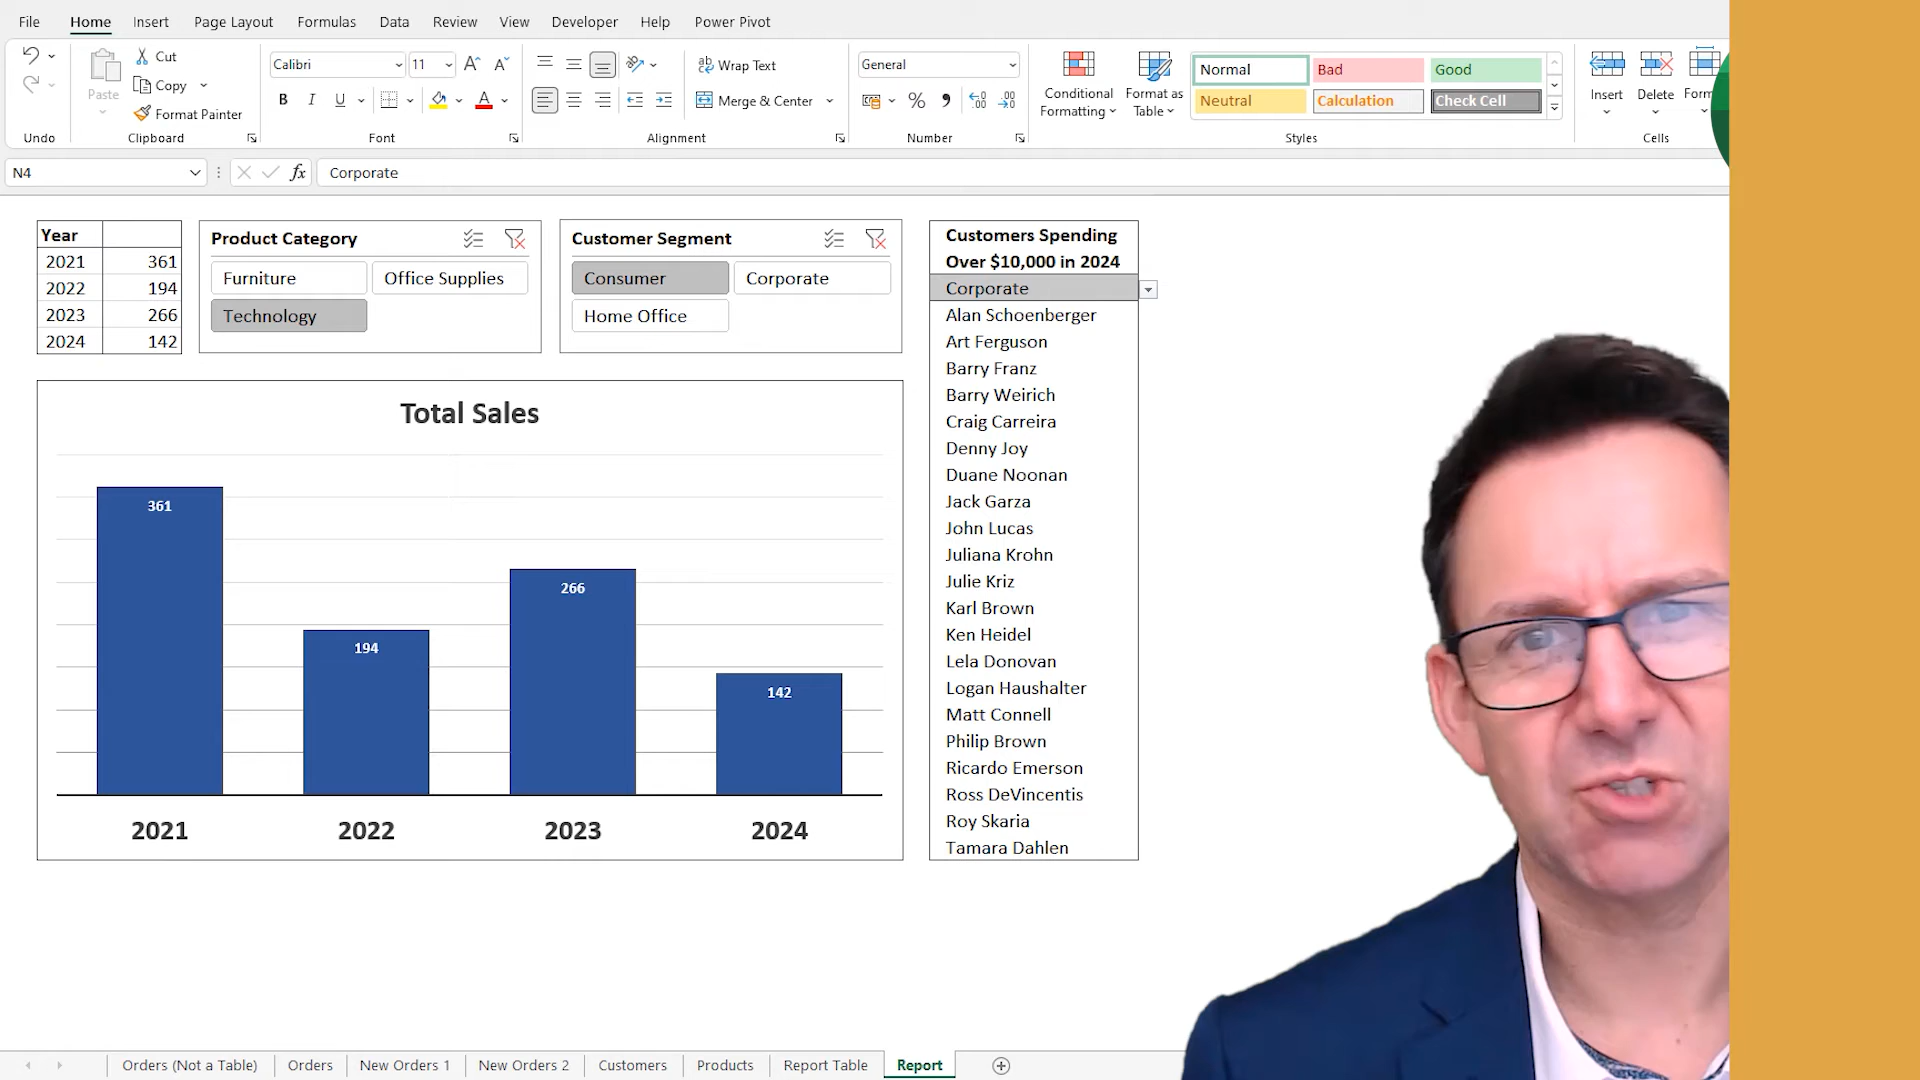 File Home Insert Page Layout Formulas Data Review View Developer Help Power Pivot
Cut
Copy
Format Painter
Paste
Calibri 11
B I U A
Wrap Text
Merge & Center
General
Conditional Formatting
Format as Table
Normal Bad Good
Neutral Calculation Check Cell
Insert Delete Form
Undo Clipboard Font Alignment Number Styles Cells
N4 fx Corporate
Year
2021 361
2022 194
2023 266
2024 142
Product Category
Furniture Office Supplies
Technology
Customer Segment
Consumer Corporate
Home Office
Customers Spending
Over $10,000 in 2024
Corporate
Alan Schoenberger
Art Ferguson
Barry Franz
Barry Weirich
Craig Carreira
Denny Joy
Duane Noonan
Jack Garza
John Lucas
Juliana Krohn
Julie Kriz
Karl Brown
Ken Heidel
Lela Donovan
Logan Haushalter
Matt Connell
Philip Brown
Ricardo Emerson
Ross DeVincentis
Roy Skaria
Tamara Dahlen
Total Sales
361
194
266
142
2021 2022 2023 2024
Orders (Not a Table) Orders New Orders 1 New Orders 2 Customers Products Report Table Report